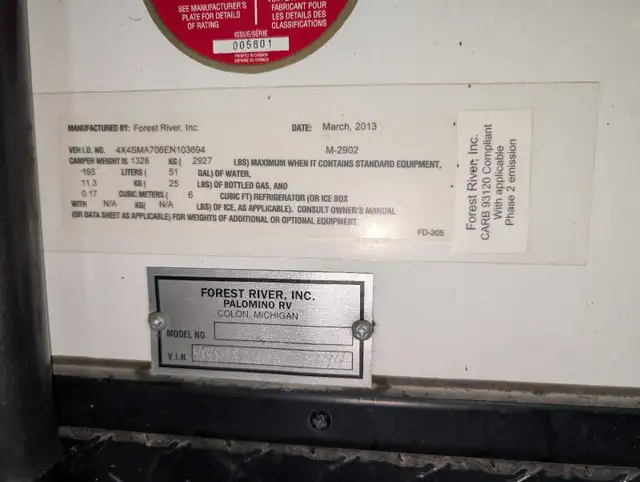 SEE MANUFACTURER'S
PLATE FOR DETAILS
OF RATING
FABRICANT POUR
LES DÉTAILS DES
CLASSIFICATIONS
ISSUE/SÉRIE
005801
PRINTED IN CANADA
MANUFACTURED BY: Forest River, Inc. DATE: March, 2013
VEH I.D. NO. 4X4SMA706EN103694 M-2902
CAMPER WEIGHT IS 1328 KG ( 2927 LBS) MAXIMUM WHEN IT CONTAINS STANDARD EQUIPMENT,
193 LITERS ( 51 GAL) OF WATER,
11.3 KG ( 25 LBS) OF BOTTLED GAS, AND
0.17 CUBIC METERS ( 6 CUBIC FT) REFRIGERATOR (OR ICE BOX
WITH N/A KG( N/A LBS) OF ICE, AS APPLICABLE). CONSULT OWNER'S MANUAL
(OR DATA SHEET AS APPLICABLE) FOR WEIGHTS OF ADDITIONAL OR OPTIONAL EQUIPMENT.
FD-305
Forest River, Inc.
CARB 93120 Compliant
With applicable
Phase 2 emission
FOREST RIVER, INC.
PALOMINO RV
COLON, MICHIGAN
MODEL NO
V.I.N